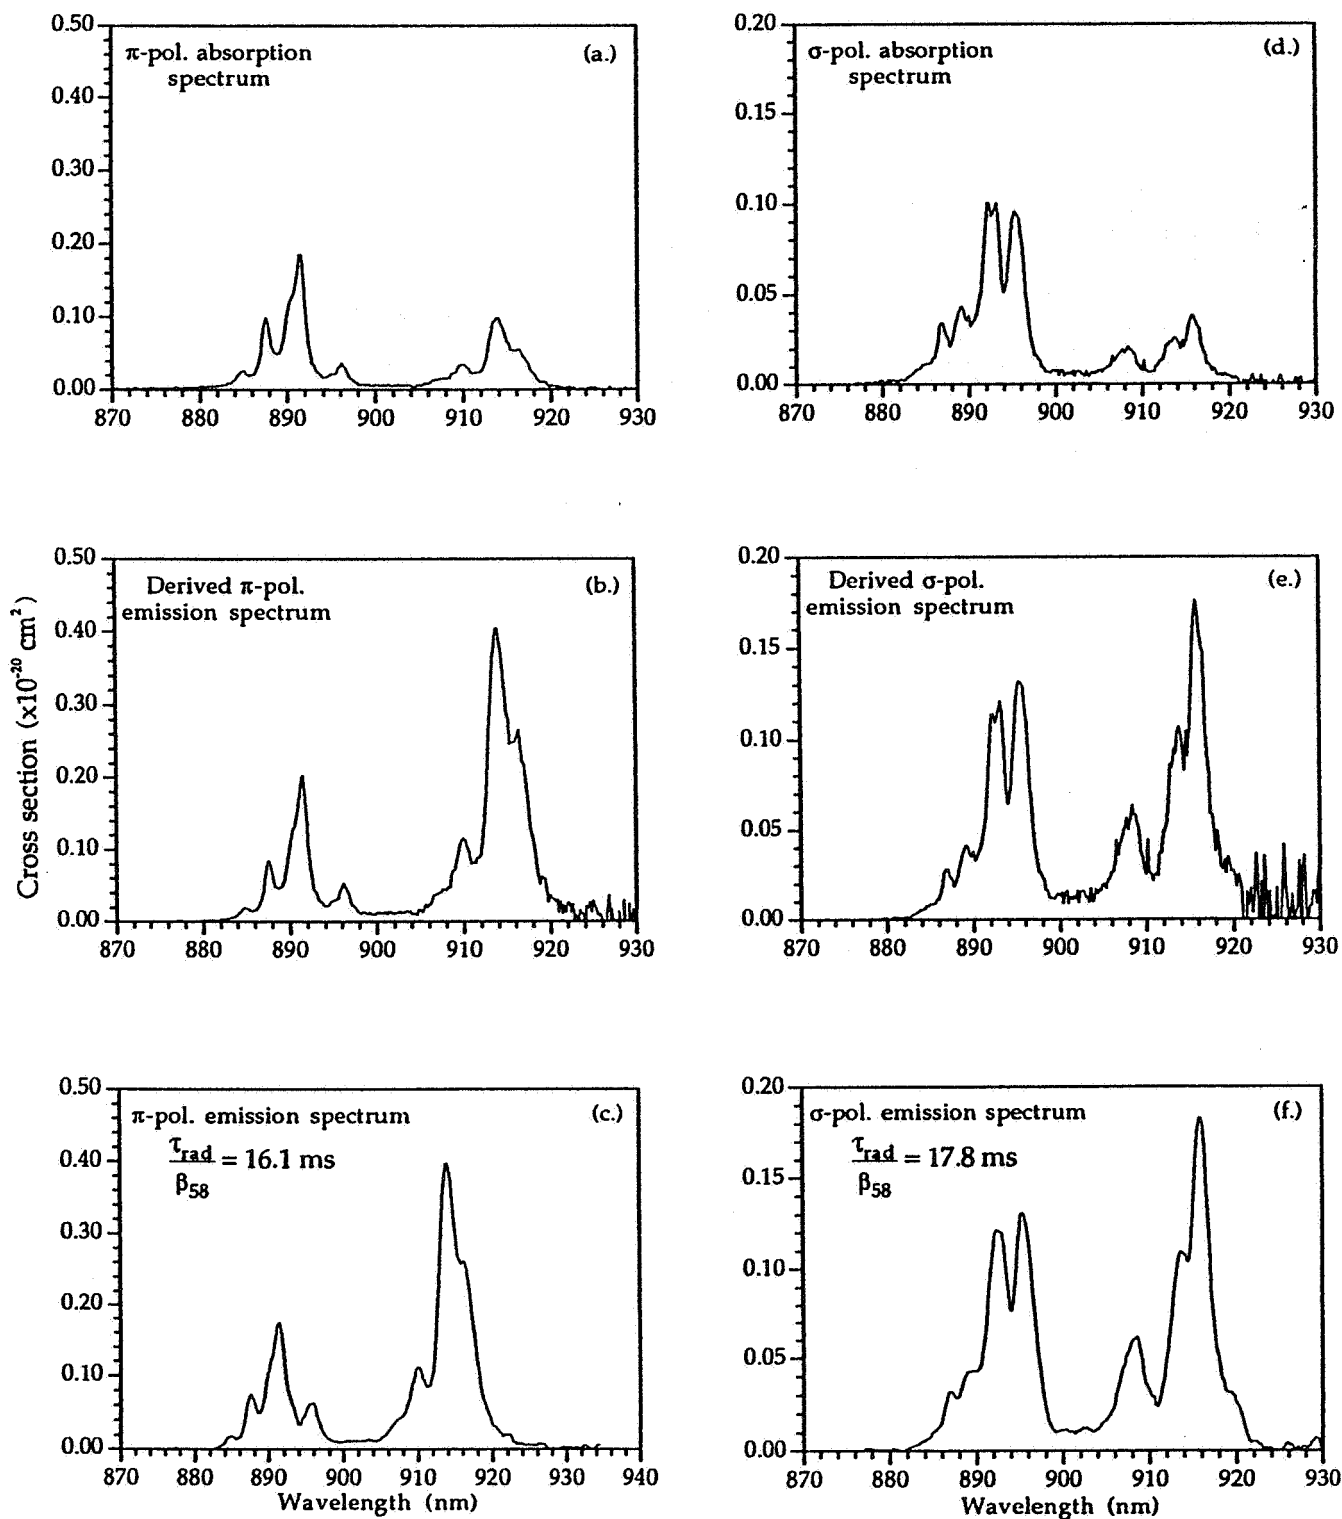 0.50
0.40
0.30
0.20
0.10
0.00
π-pol. absorption
spectrum
(a.)
870 880 890 900 910 920 930
0.20
0.15
0.10
0.05
0.00
σ-pol. absorption
spectrum
(d.)
870 880 890 900 910 920 930
Cross section (x10⁻²⁰ cm²)
0.50
0.40
0.30
0.20
0.10
0.00
Derived π-pol.
emission spectrum
(b.)
870 880 890 900 910 920 930
0.20
0.15
0.10
0.05
0.00
Derived σ-pol.
emission spectrum
(e.)
870 880 890 900 910 920 930
0.50
0.40
0.30
0.20
0.10
0.00
π-pol. emission spectrum
(c.)
τrad
β58
= 16.1 ms
870 880 890 900 910 920 930 940
Wavelength (nm)
0.20
0.15
0.10
0.05
0.00
σ-pol. emission spectrum
(f.)
τrad
β58
= 17.8 ms
870 880 890 900 910 920 930
Wavelength (nm)